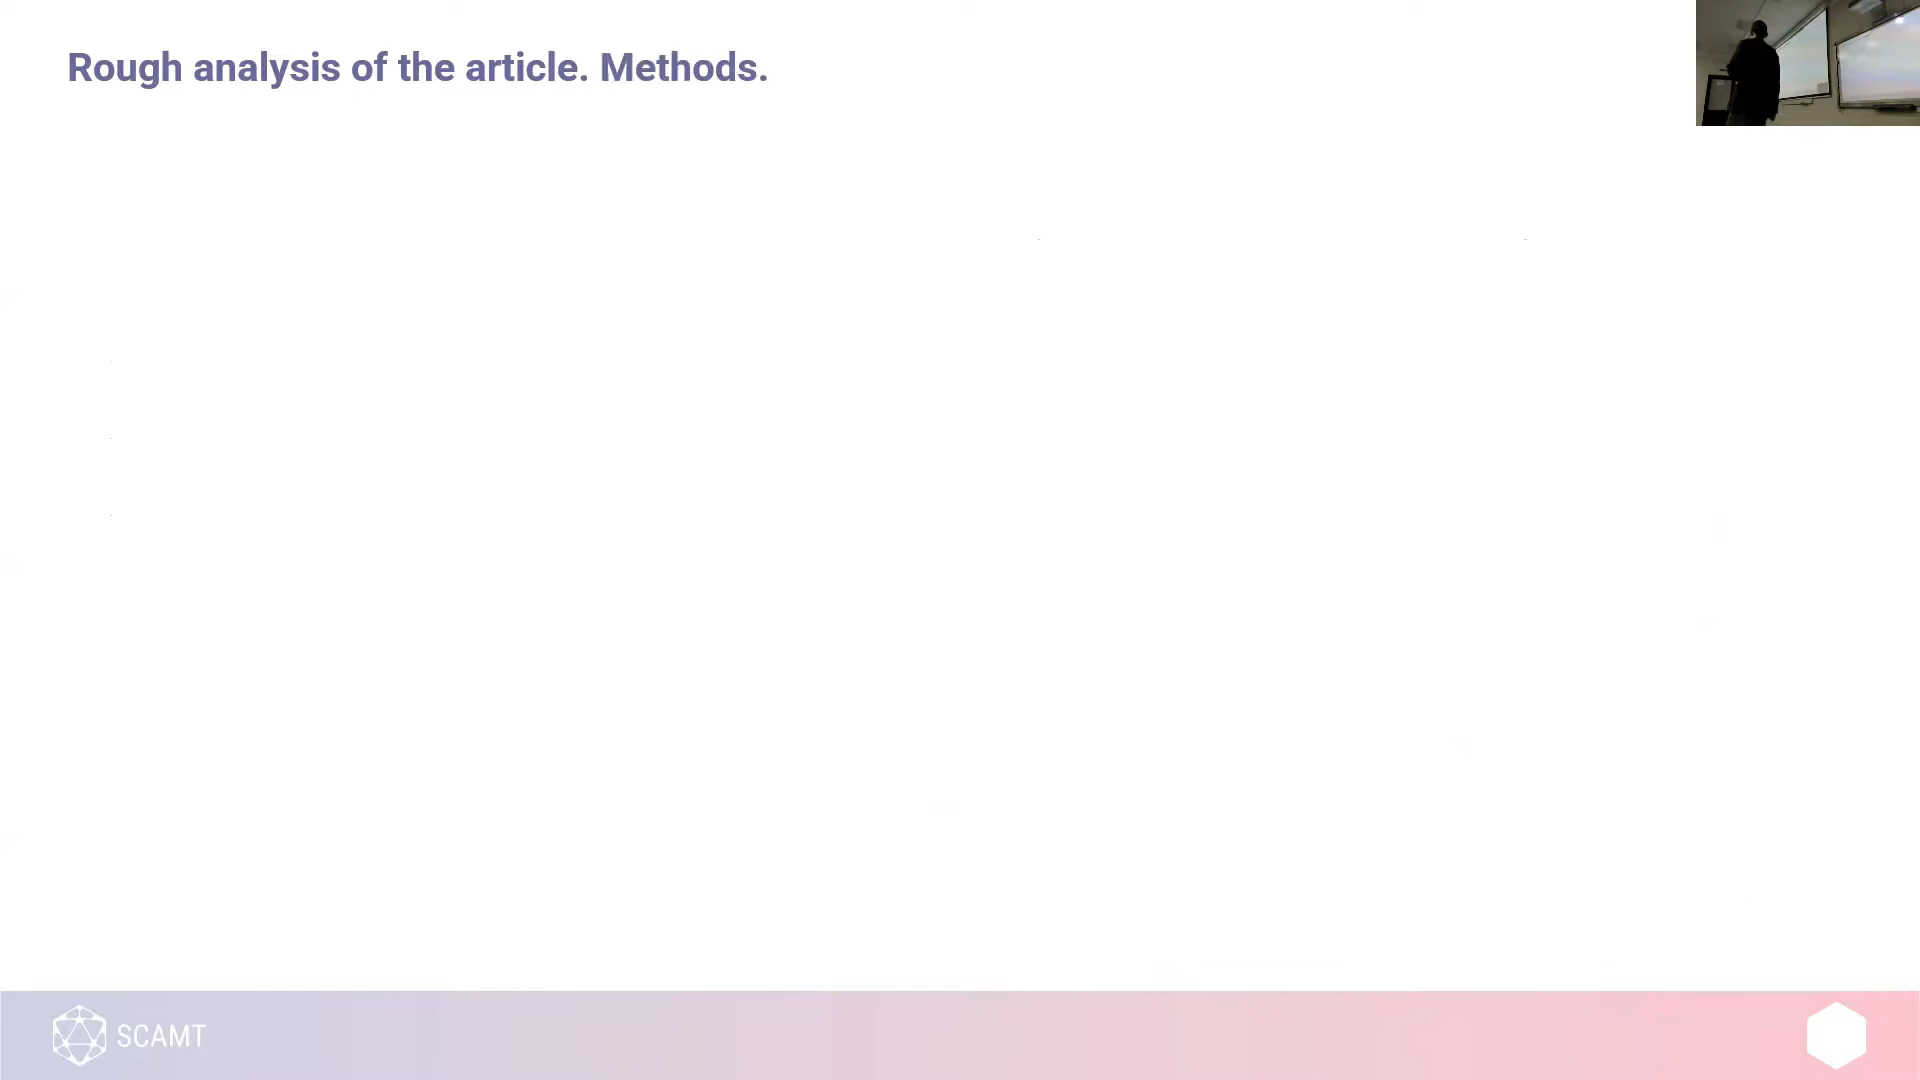 Rough analysis of the article. Methods.
SCAMT